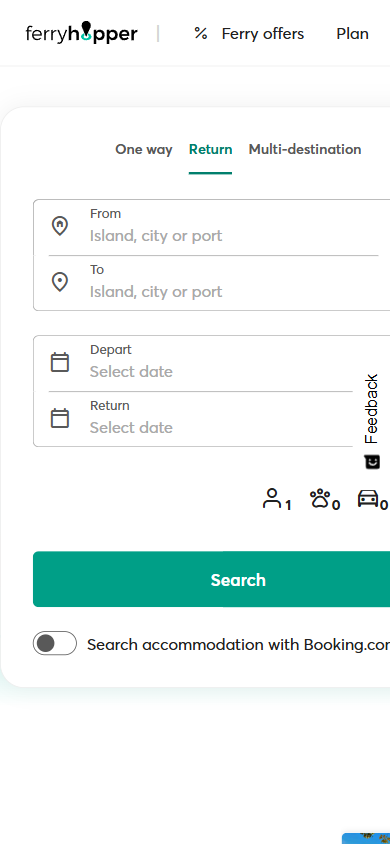 ferryhopper
Ferry offers
Plan
One way
Return
Multi-destination
From
Island, city or port
To
Island, city or port
Depart
Select date
Return
Select date
Feedback
1
0
0
Search
Search accommodation with Booking.com